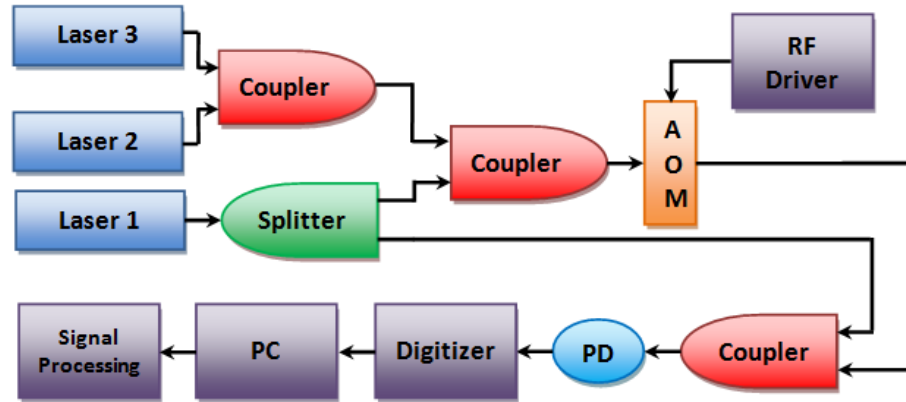 Laser 3
RF
Driver
Coupler
Laser 2
A
O
M
Coupler
Laser 1
Splitter
Signal
Processing
PC
Digitizer
PD
Coupler